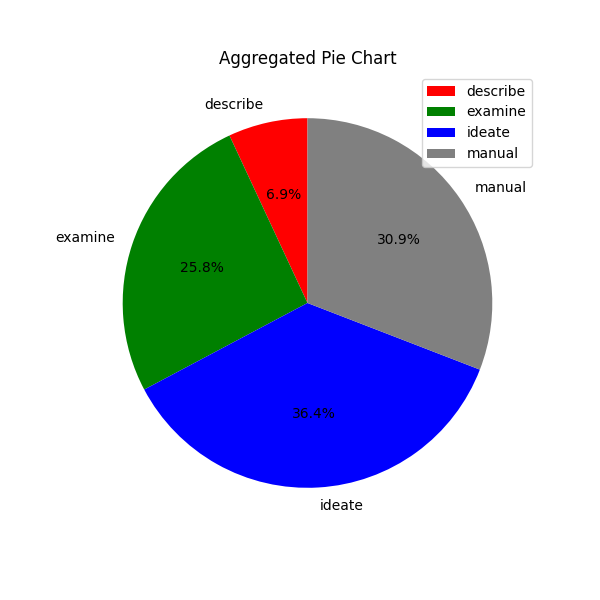 Aggregated Pie Chart
describe
examine
ideate
manual
describe
manual
6.9%
examine
30.9%
25.8%
36.4%
ideate